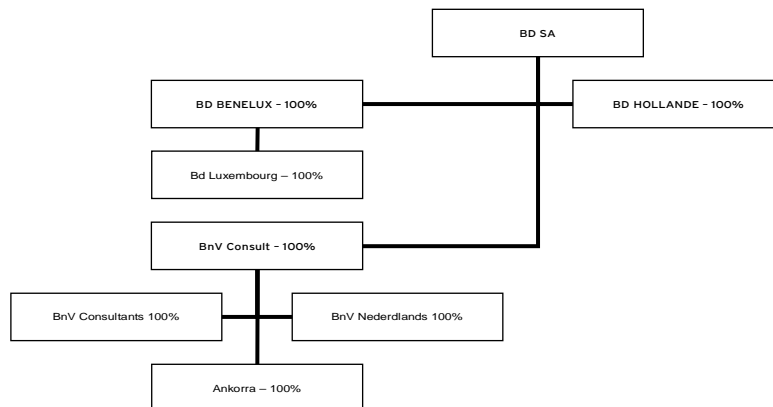 BD SA
BD BENELUX - 100%
BD HOLLANDE - 100%
Bd Luxembourg – 100%
BnV Consult - 100%
BnV Consultants 100%
BnV Nederdlands 100%
Ankorra – 100%